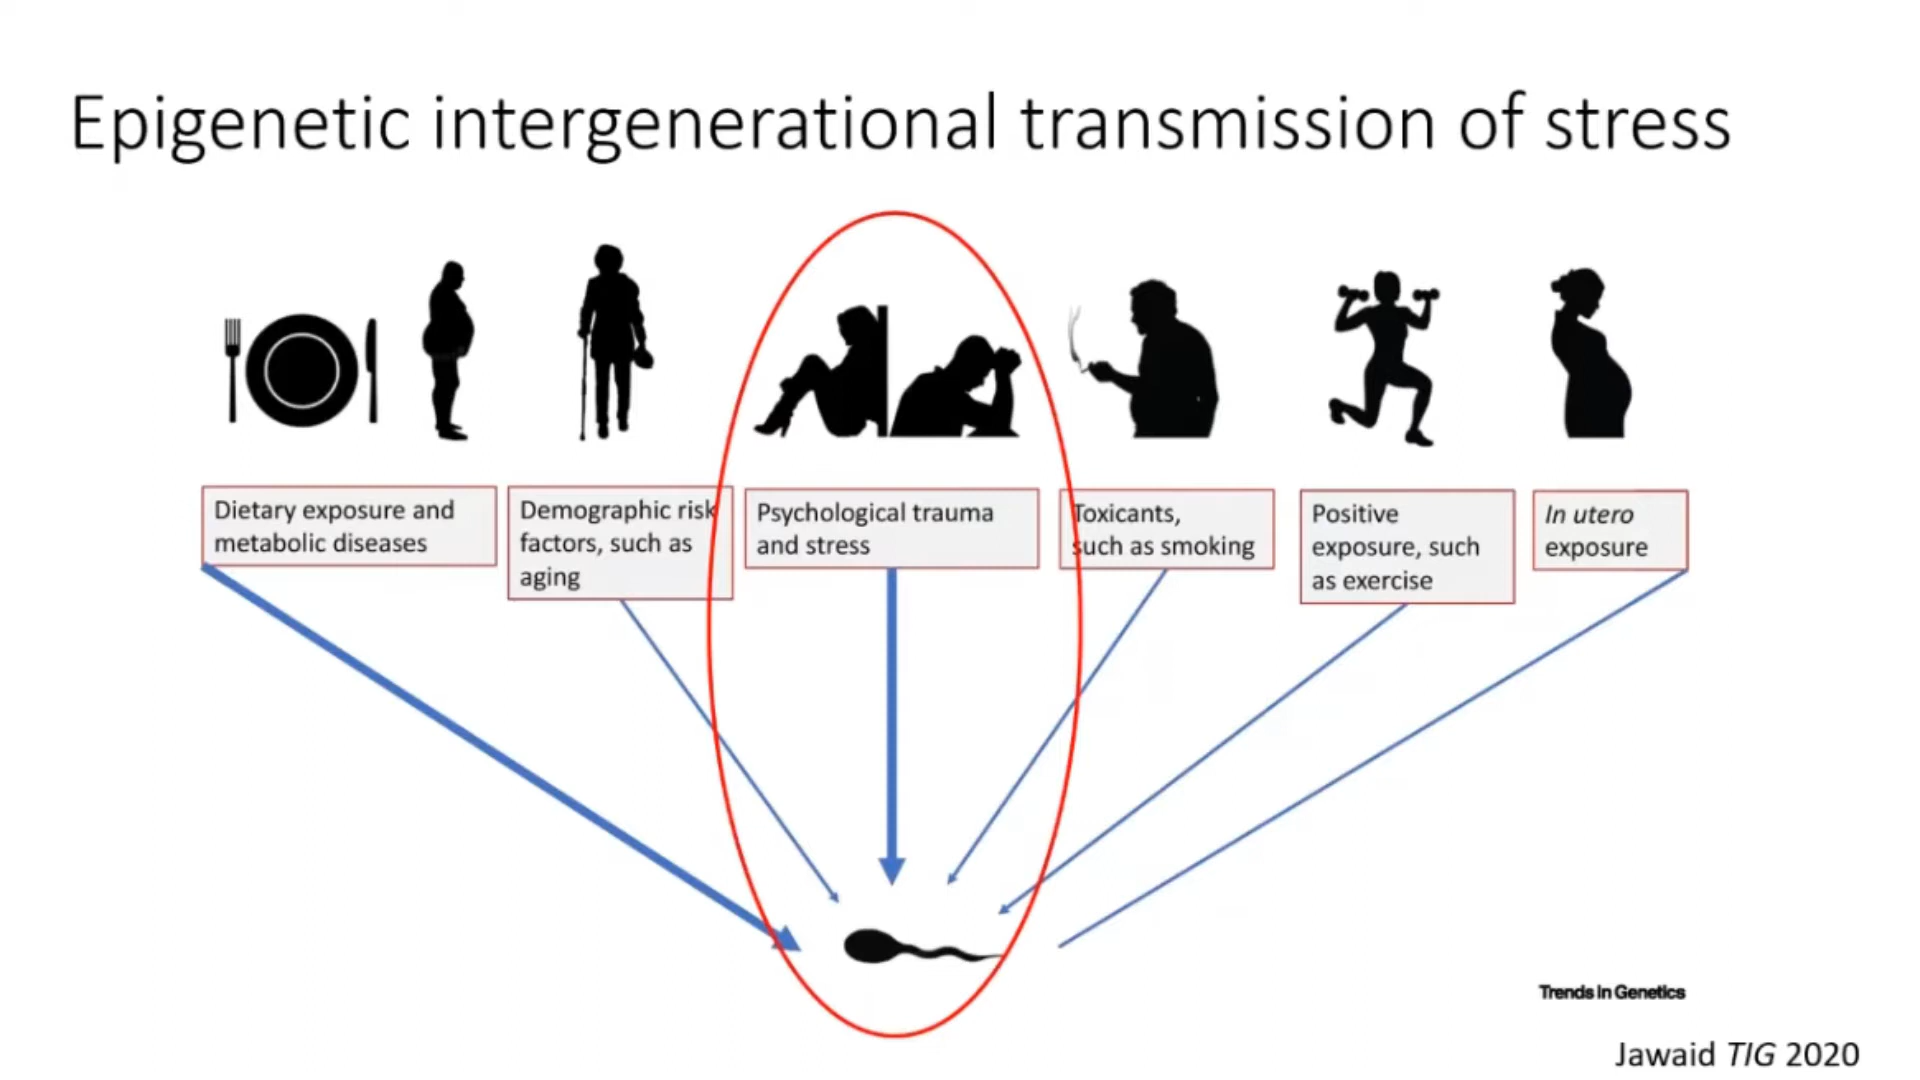 Epigenetic intergenerational transmission of stress
Dietary exposure and
metabolic diseases
Demographic risk
factors, such as
aging
Psychological trauma
and stress
Toxicants,
such as smoking
Positive
exposure, such
as exercise
In utero
exposure
Trends in Genetics
Jawaid TIG 2020